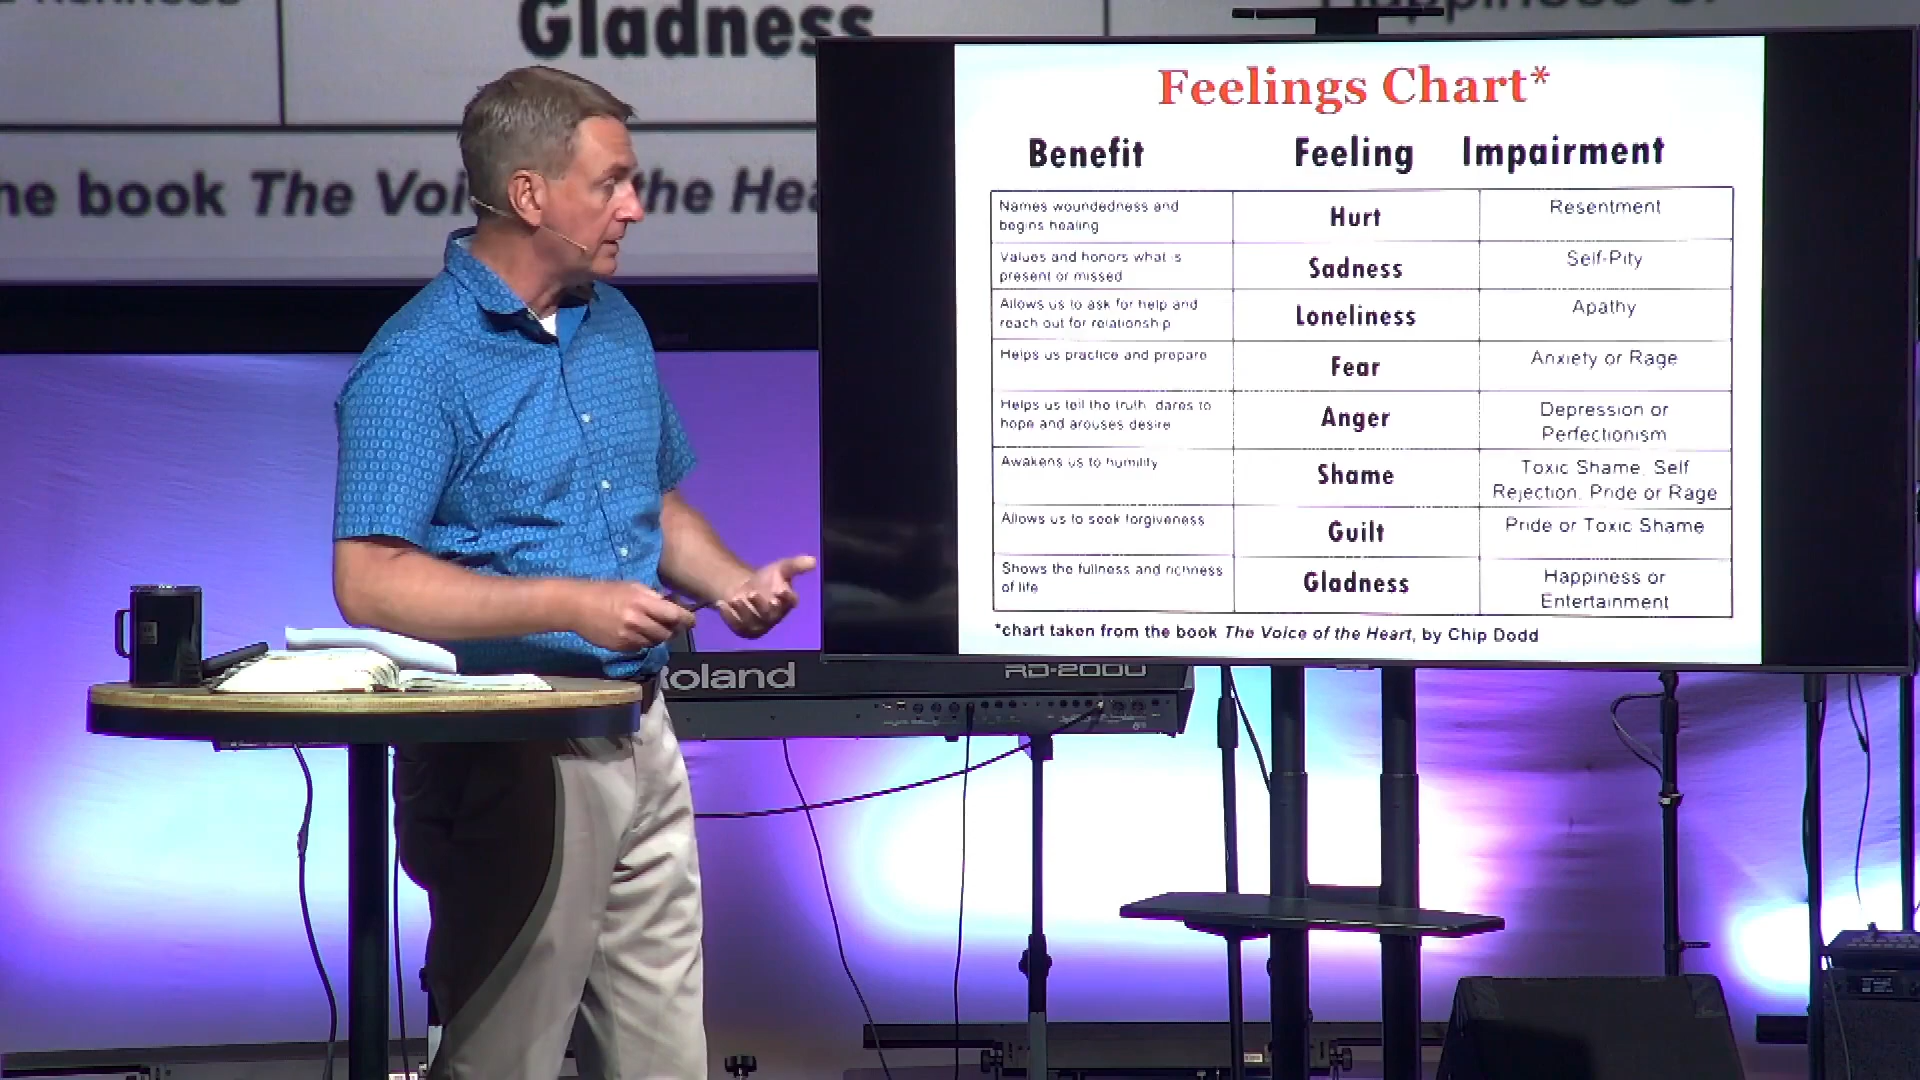 Gladness
he book The Voi the Hea
Feelings Chart*
Benefit Feeling Impairment
Names woundedness and
begins healing
Hurt
Resentment
Values and honors what is
present or missed
Sadness
Self-Pity
Allows us to ask for help and
reach out for relationship
Loneliness
Apathy
Helps us practice and prepare
Fear
Anxiety or Rage
Helps us tell the truth, dares to
hope and arouses desire
Anger
Depression or
Perfectionism
Awakens us to humility
Shame
Toxic Shame, Self
Rejection, Pride or Rage
Allows us to seek forgiveness
Guilt
Pride or Toxic Shame
Shows the fullness and richness
of life
Gladness
Happiness or
Entertainment
*chart taken from the book The Voice of the Heart, by Chip Dodd
Roland RD-2000